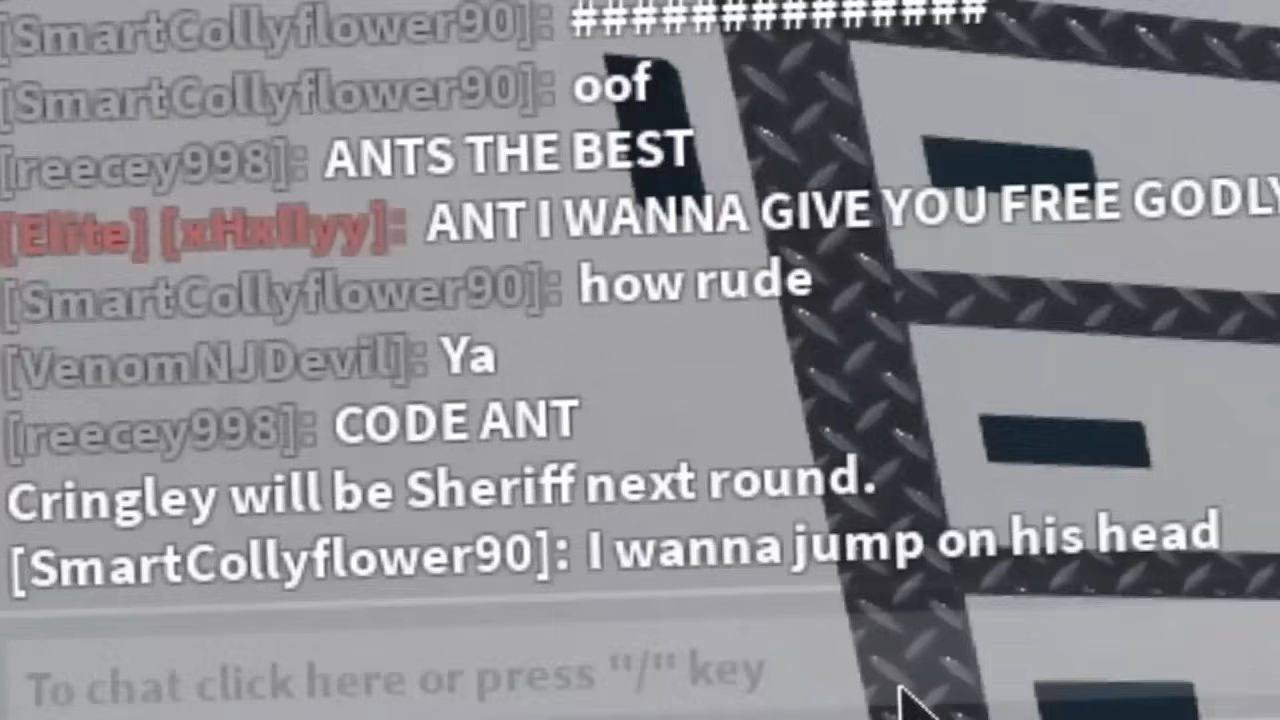 [SmartCollyflower90]: ##############
[SmartCollyflower90]: oof
[reecey998]: ANTS THE BEST
[Elite] [xHxllyy]: ANT I WANNA GIVE YOU FREE GODLY
[SmartCollyflower90]: how rude
[VenomNJDevil]: Ya
[reecey998]: CODE ANT
Cringley will be Sheriff next round.
[SmartCollyflower90]: I wanna jump on his head
To chat click here or press "/" key